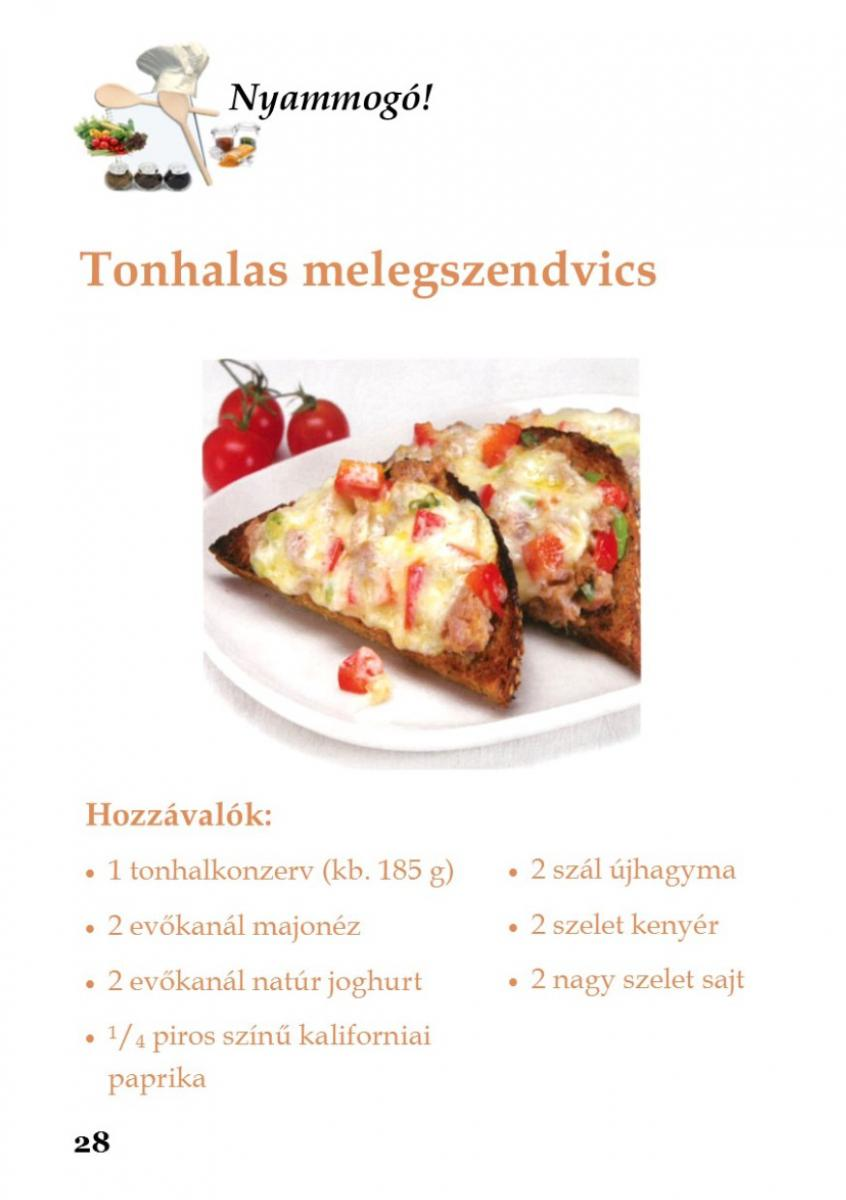 Nyammogó!
Tonhalas melegszendvics
Hozzávalók:
• 1 tonhalkonzerv (kb. 185 g)
• 2 evőkanál majonéz
• 2 evőkanál natúr joghurt
• 1/4 piros színű kaliforniai
paprika
• 2 szál újhagyma
• 2 szelet kenyér
• 2 nagy szelet sajt
28